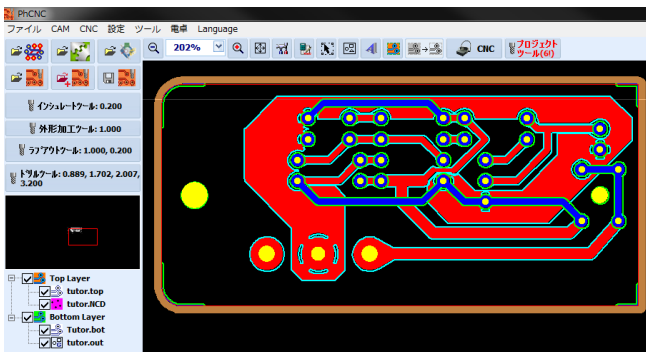 PhCNC
ファイル CAM CNC 設定 ツール 電卓 Language
202% CNC プロジェクト
ツール(6!)
インシュレートツール: 0.200
外形加工ツール: 1.000
ラブアウトツール: 1.000, 0.200
ドリルツール: 0.889, 1.702, 2.007,
3.200
Top Layer
tutor.top
tutor.NCD
Bottom Layer
Tutor.bot
tutor.out